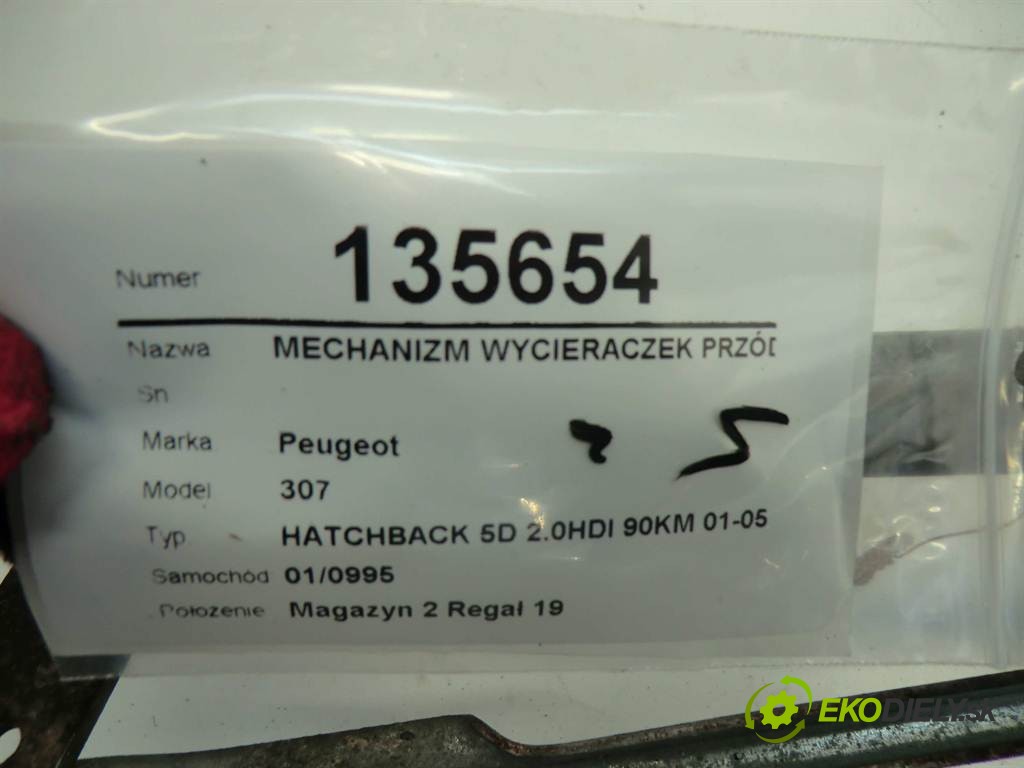 Numer 135654
Nazwa MECHANIZM WYCIERACZEK PRZÓD
Sn
Marka Peugeot
Model 307
Typ HATCHBACK 5D 2.0HDI 90KM 01-05
Samochód 01/0995
Położenie Magazyn 2 Regał 19
EKODIELY.SK